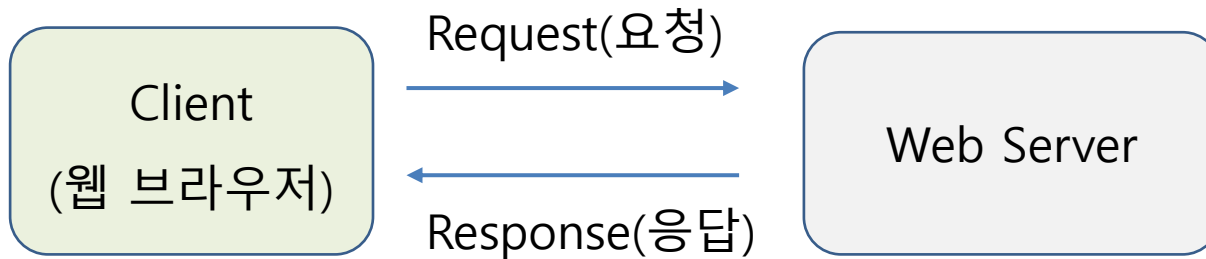 Client
(웹 브라우저)
Request(요청)
Response(응답)
Web Server